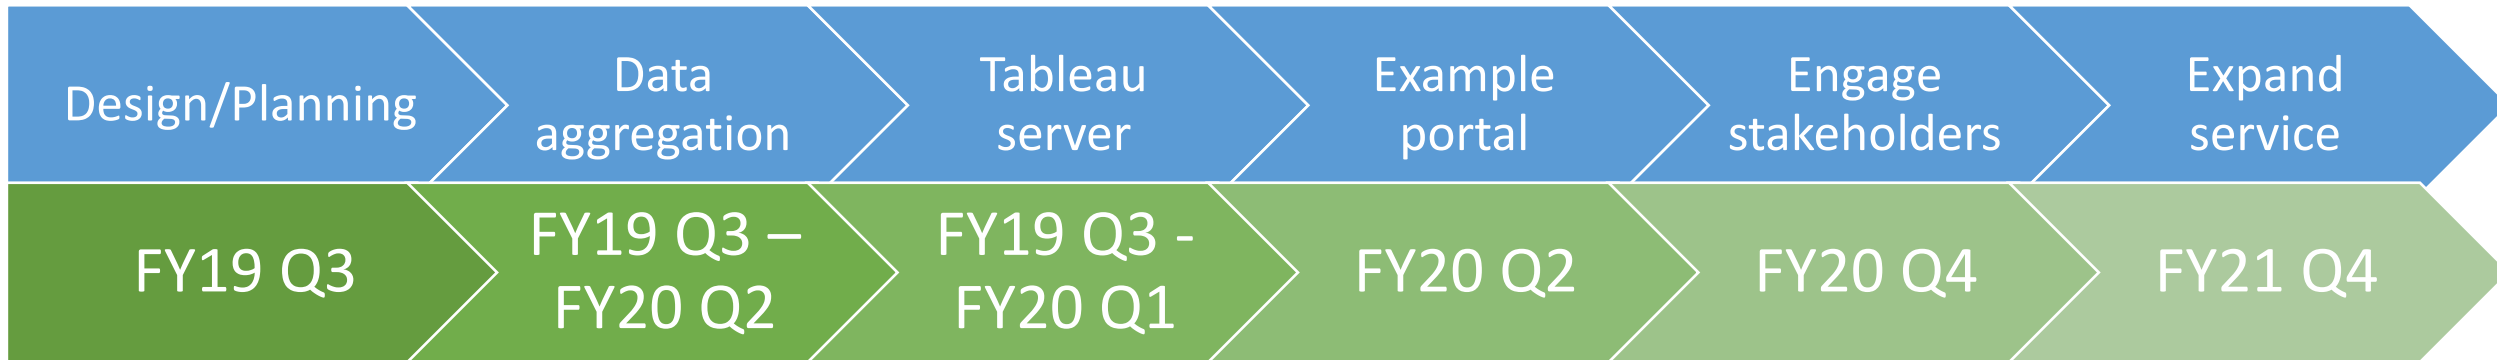 Design/Planning
Data
aggregation
Tableau
server
Example
portal
Engage
stakeholders
Expand
service
FY19 Q3
FY19 Q3 –
FY20 Q2
FY19 Q3 -
FY20 Q1
FY20 Q2
FY20 Q4
FY21 Q4